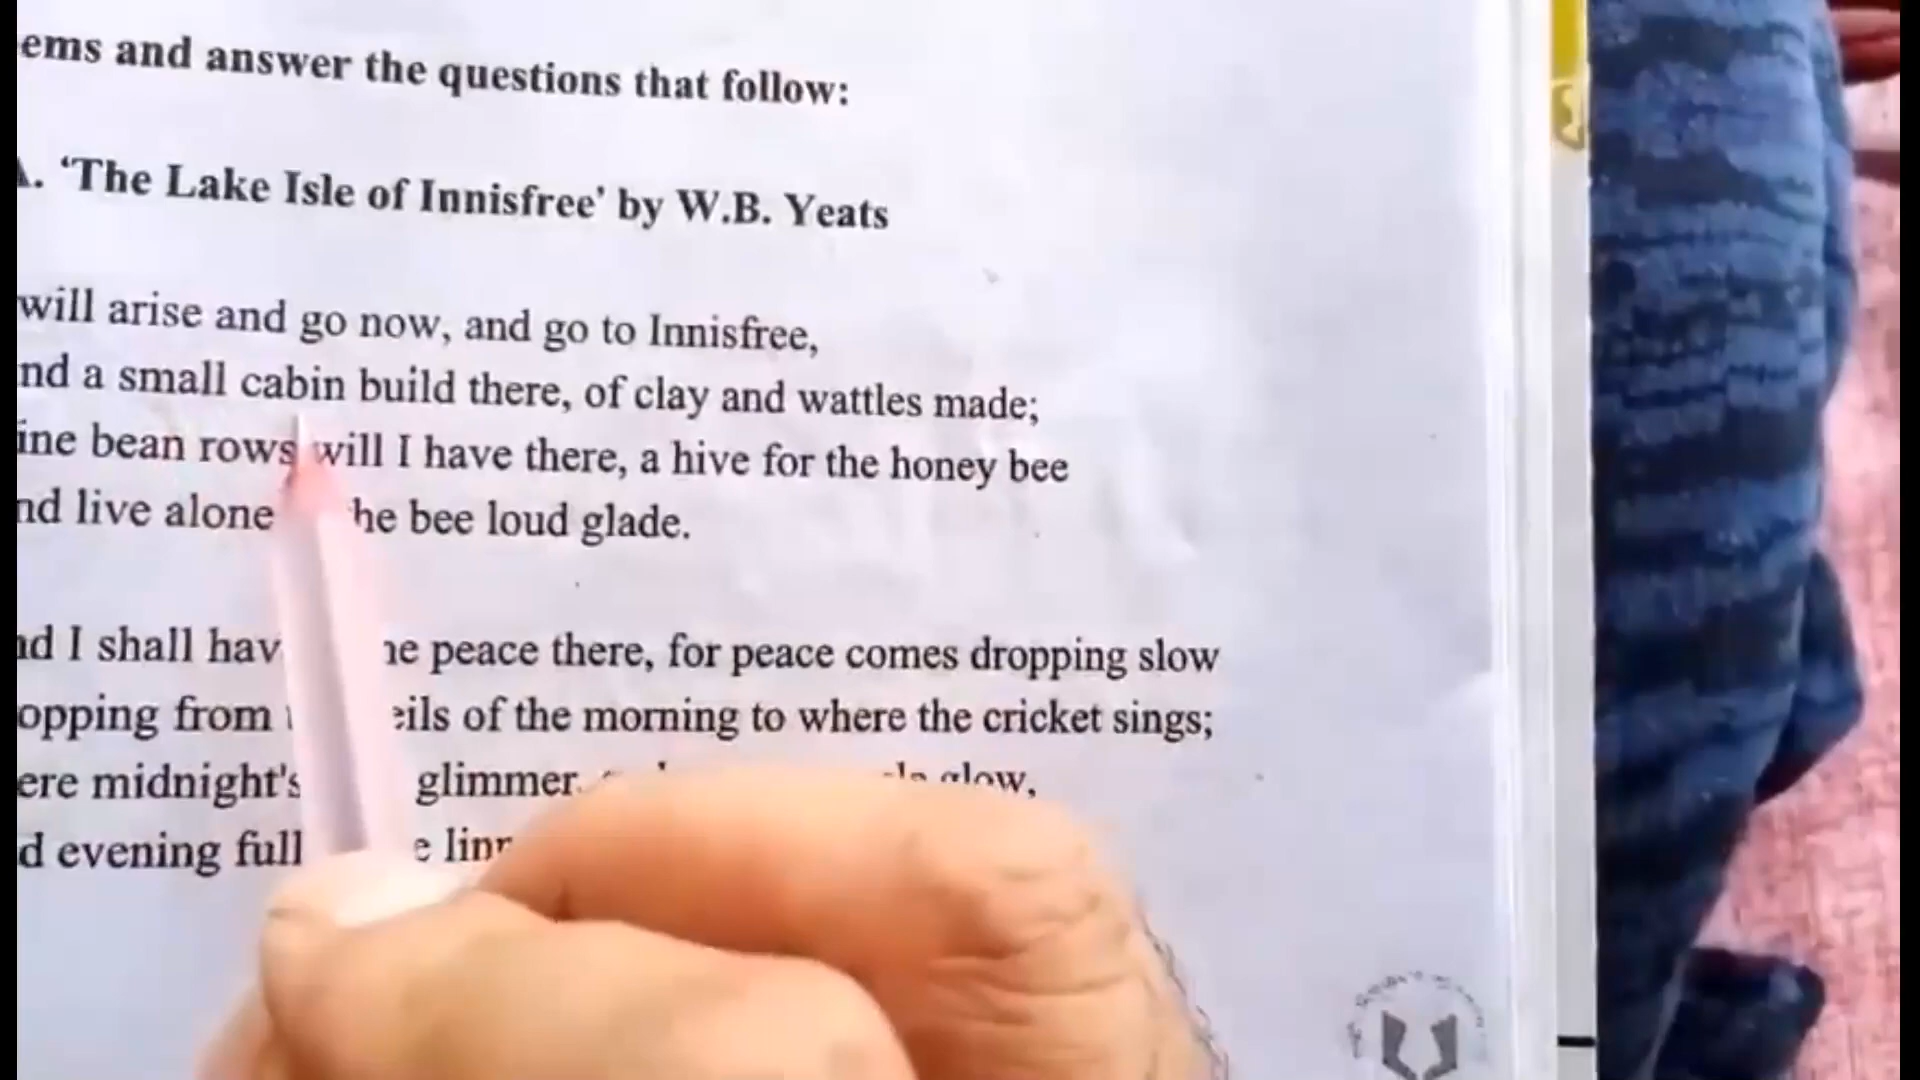 ems and answer the questions that follow:
A. ‘The Lake Isle of Innisfree’ by W.B. Yeats
will arise and go now, and go to Innisfree,
nd a small cabin build there, of clay and wattles made;
ine bean rows will I have there, a hive for the honey bee
nd live alone he bee loud glade.
nd I shall hav ne peace there, for peace comes dropping slow
opping from eils of the morning to where the cricket sings;
ere midnight's glimmer glow,
d evening full e linn